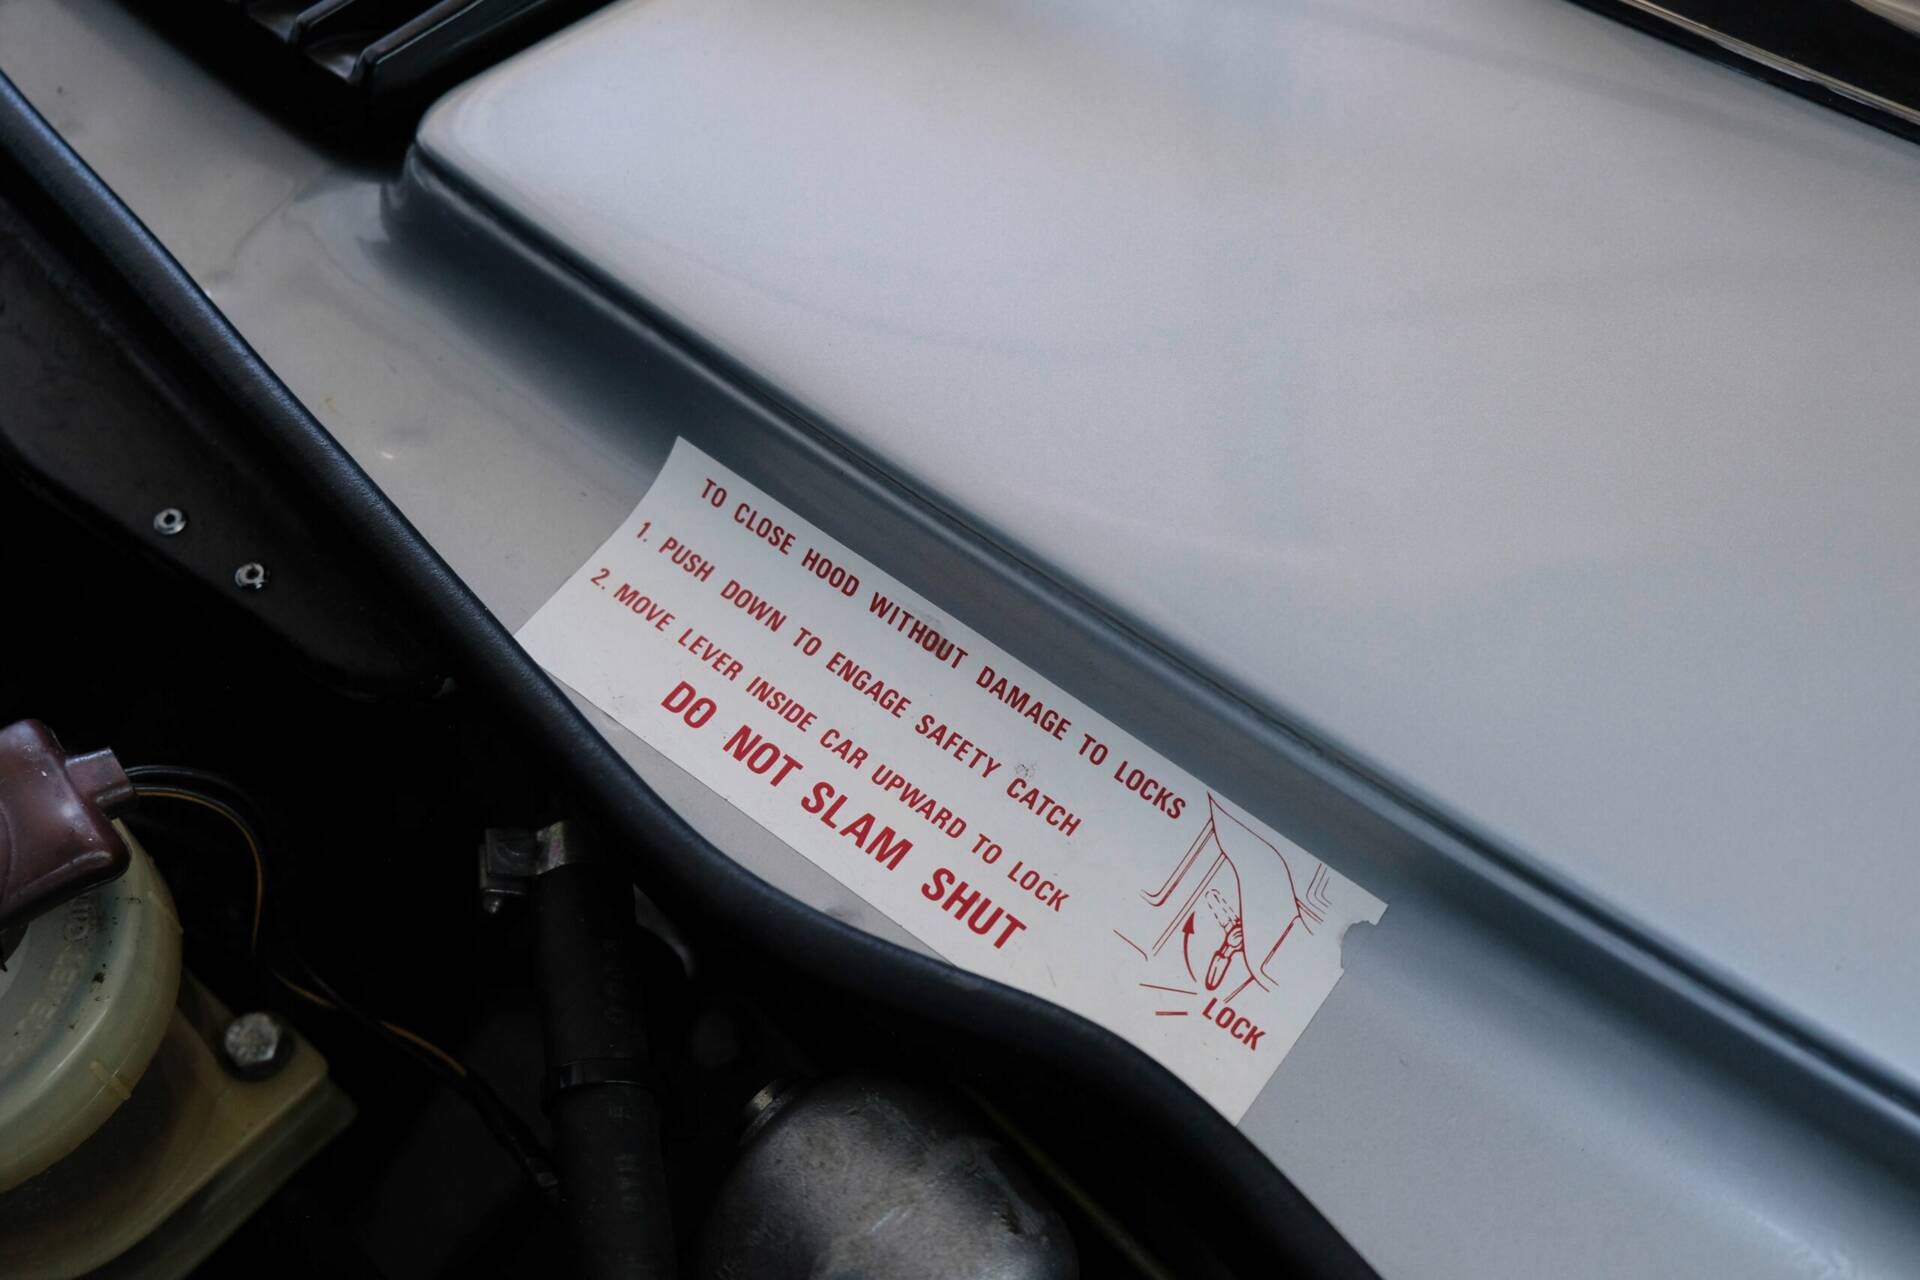 TO CLOSE HOOD WITHOUT DAMAGE TO LOCKS
1. PUSH DOWN TO ENGAGE SAFETY CATCH
2. MOVE LEVER INSIDE CAR UPWARD TO LOCK
DO NOT SLAM SHUT
LOCK